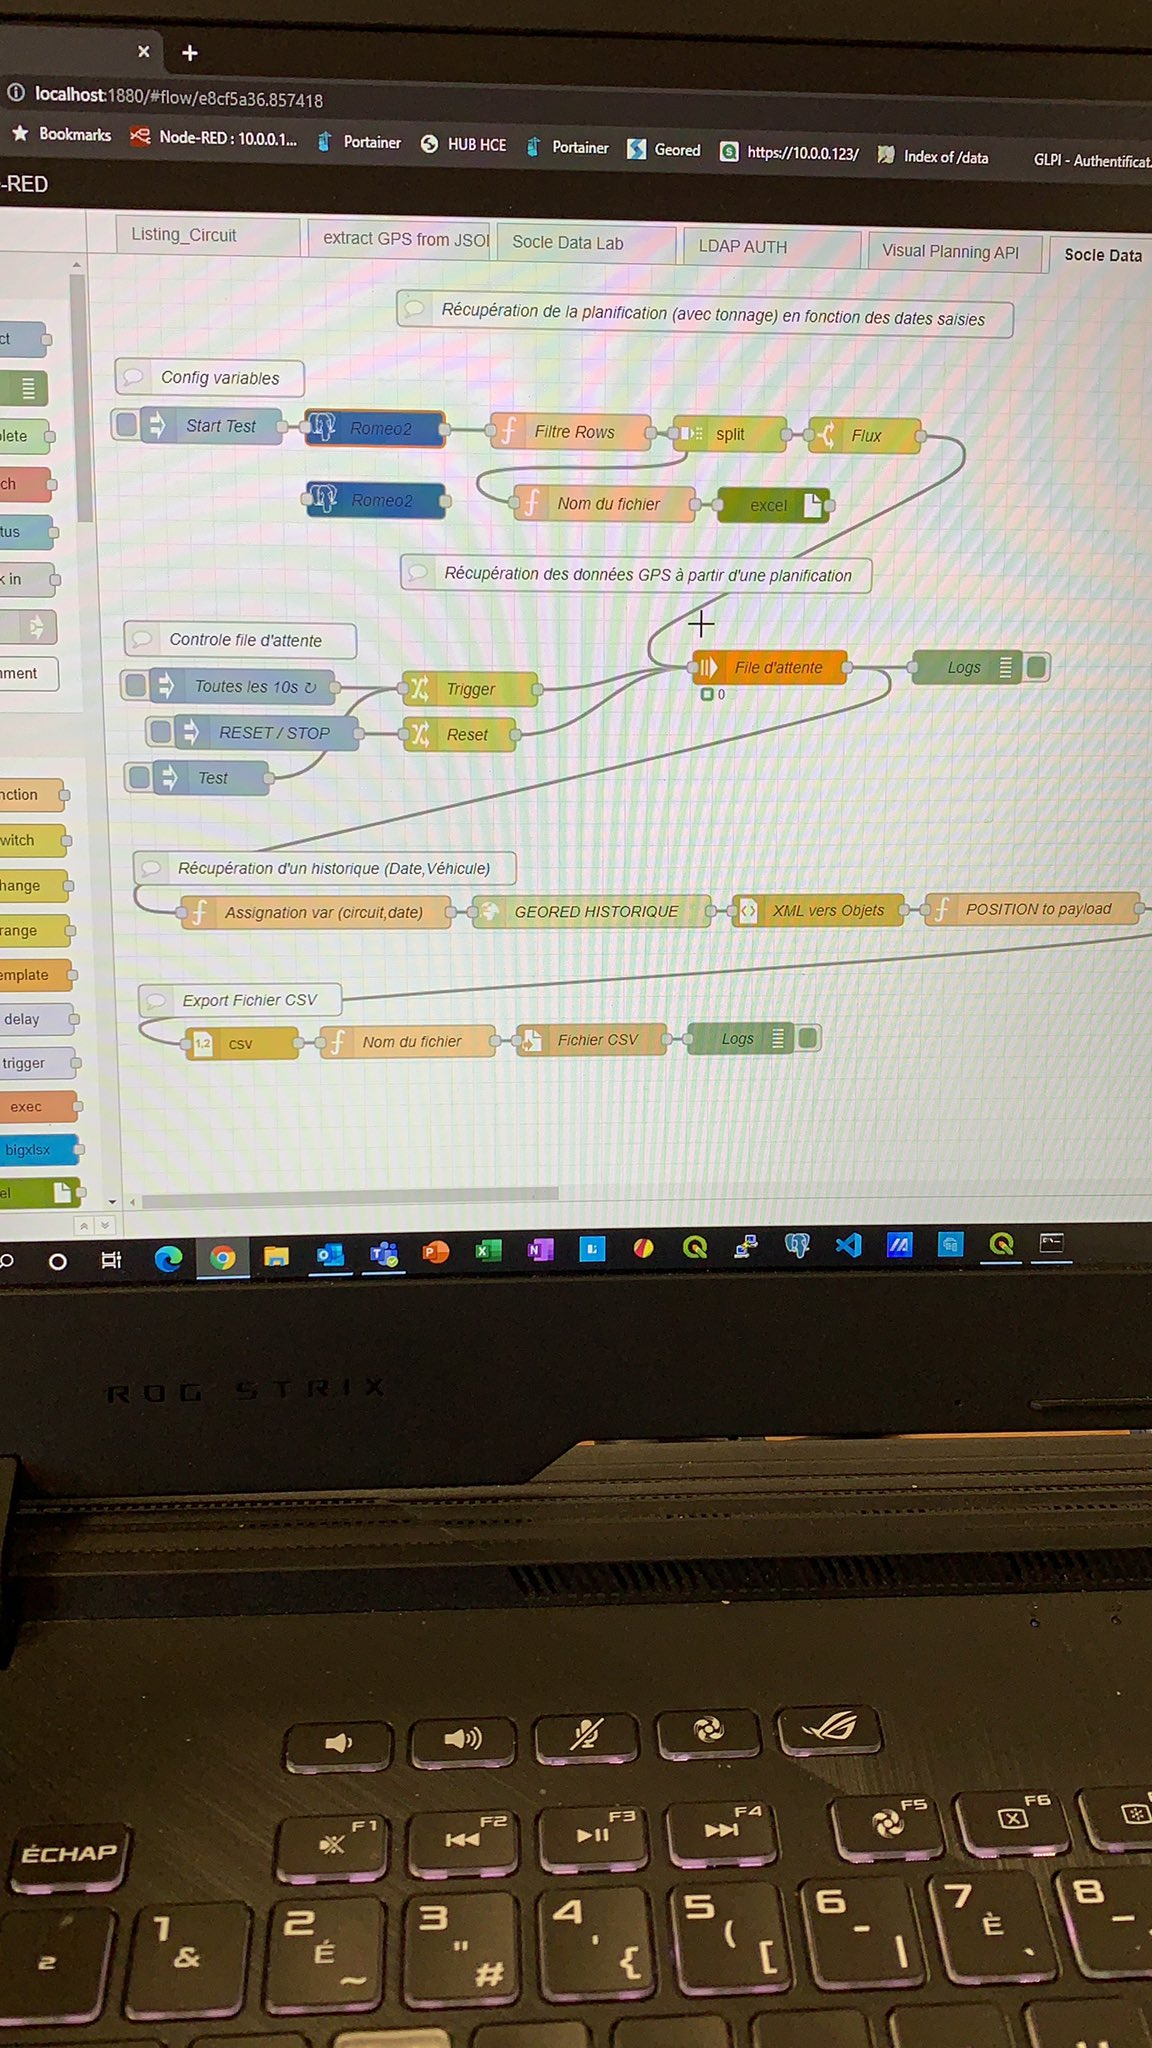 localhost:1880/#flow/e8cf5a36.857418
Bookmarks Node-RED : 10.0.0.1... Portainer HUB HCE Portainer Geored https://10.0.0.123/ Index of /data GLPI - Authentificat
-RED
Listing_Circuit extract GPS from JSO Socle Data Lab LDAP AUTH Visual Planning API Socle Data
Récupération de la planification (avec tonnage) en fonction des dates saisies
Config variables
Start Test Romeo2 Filtre Rows split Flux
Romeo2 Nom du fichier excel
Récupération des données GPS à partir d'une planification
Controle file d'attente
Toutes les 10s ↻ Trigger File d'attente Logs
0
RESET / STOP Reset
Test
Récupération d'un historique (Date,Véhicule)
Assignation var (circuit,date) GEORED HISTORIQUE XML vers Objets POSITION to payload
Export Fichier CSV
1,2 csv Nom du fichier Fichier CSV Logs
ct
plete
ch
tus
k in
mment
nction
witch
hange
range
emplate
delay
trigger
exec
bigxlsx
el
ROG STRIX
ÉCHAP F1 F2 F3 F4 F5 F6
2 1 & 2 É ~ 3 " # 4 ' { 5 ( [ 6 - | 7 È ` 8 _